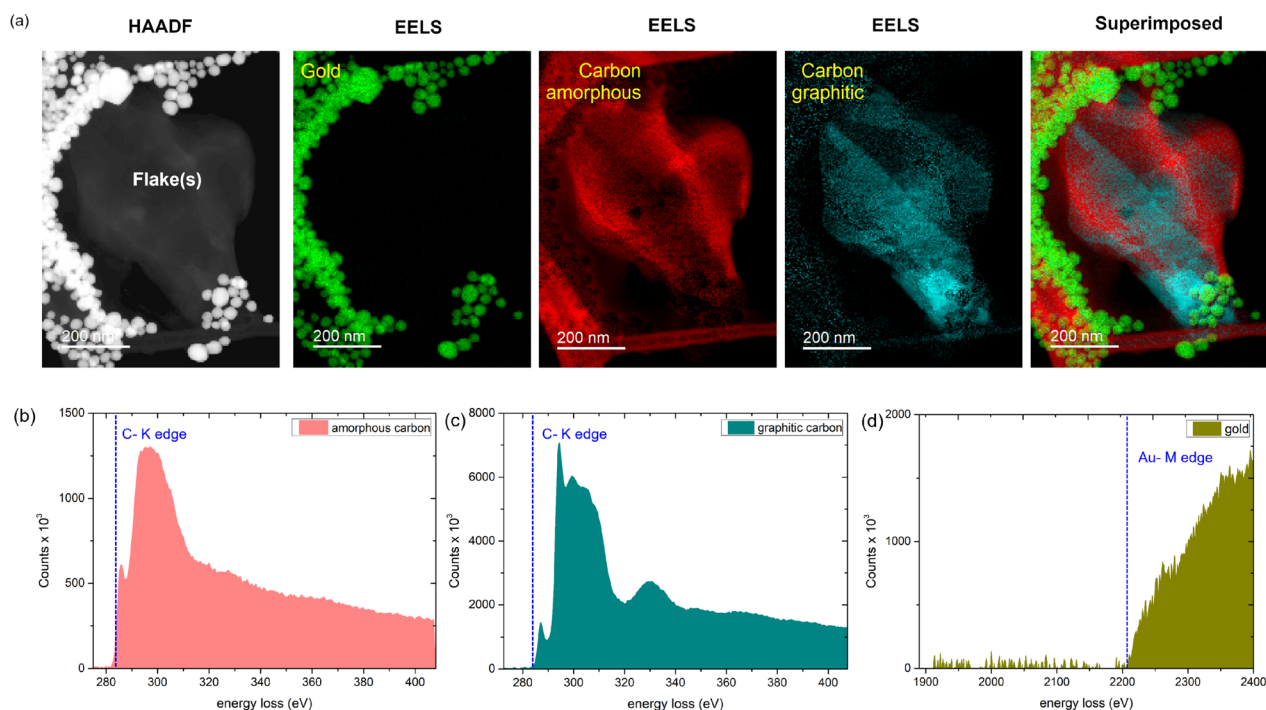 (a)
HAADF
EELS
EELS
EELS
Superimposed
Flake(s)
200 nm
Gold
200 nm
Carbon
amorphous
200 nm
Carbon
graphitic
200 nm
200 nm
(b)
C- K edge
amorphous carbon
1500
1000
500
0
Counts x 10³
280 300 320 340 360 380 400
energy loss (eV)
(c)
C- K edge
graphitic carbon
8000
6000
4000
2000
0
Counts x 10³
280 300 320 340 360 380 400
energy loss (eV)
(d)
gold
Au- M edge
2000
1000
0
Counts x 10³
1900 2000 2100 2200 2300 2400
energy loss (eV)